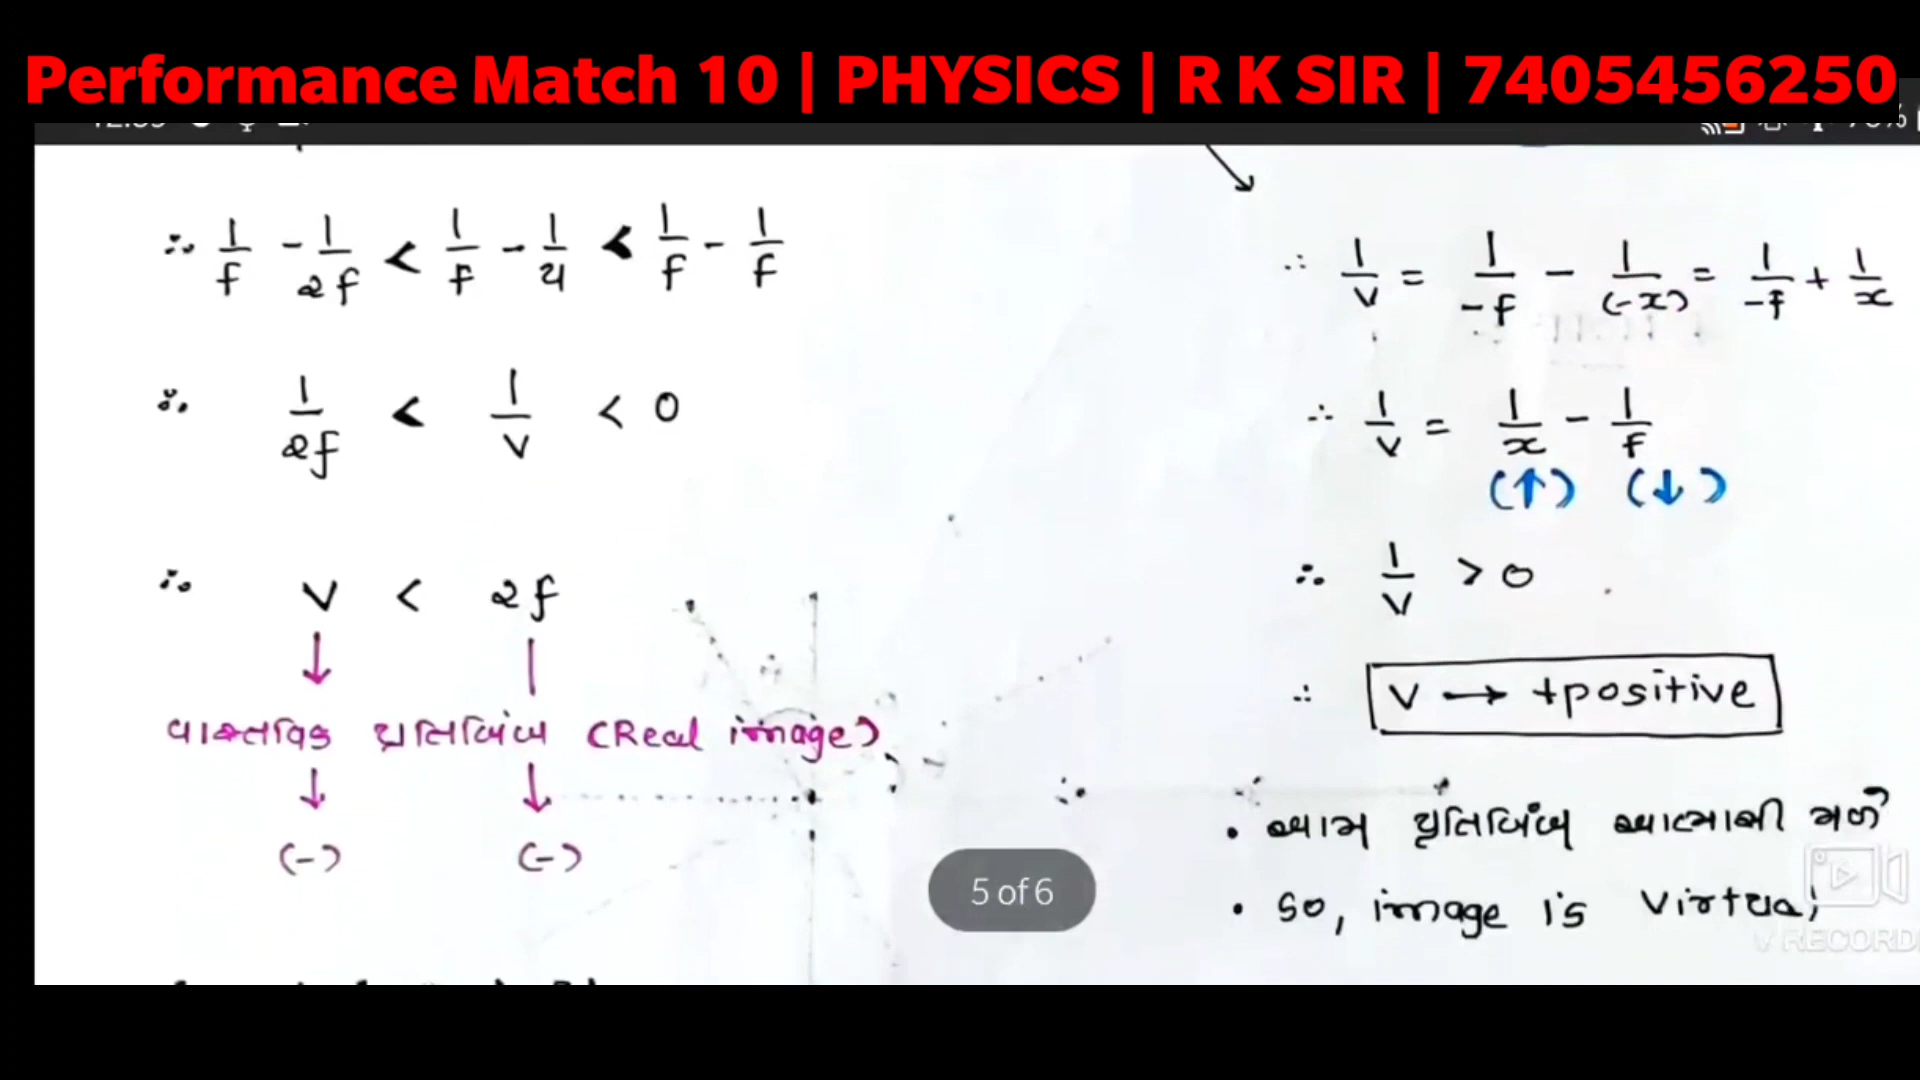 Performance Match 10 | PHYSICS | R K SIR | 7405456250
∴ 1/f - 1/2f < 1/f - 1/u < 1/f - 1/f
∴ 1/2f < 1/v < 0
∴ v < 2f
વાસ્તવિક પ્રતિબિંબ (Real image)
(-) (-)
∴ 1/v = 1/-f - 1/(-x) = 1/-f + 1/x
∴ 1/v = 1/x - 1/f
(↑) (↓)
∴ 1/v > 0
∴ v → +positive
• આમ પ્રતિબિંબ આભાસી મળે
• So, image is Virtual
5 of 6
V RECORD